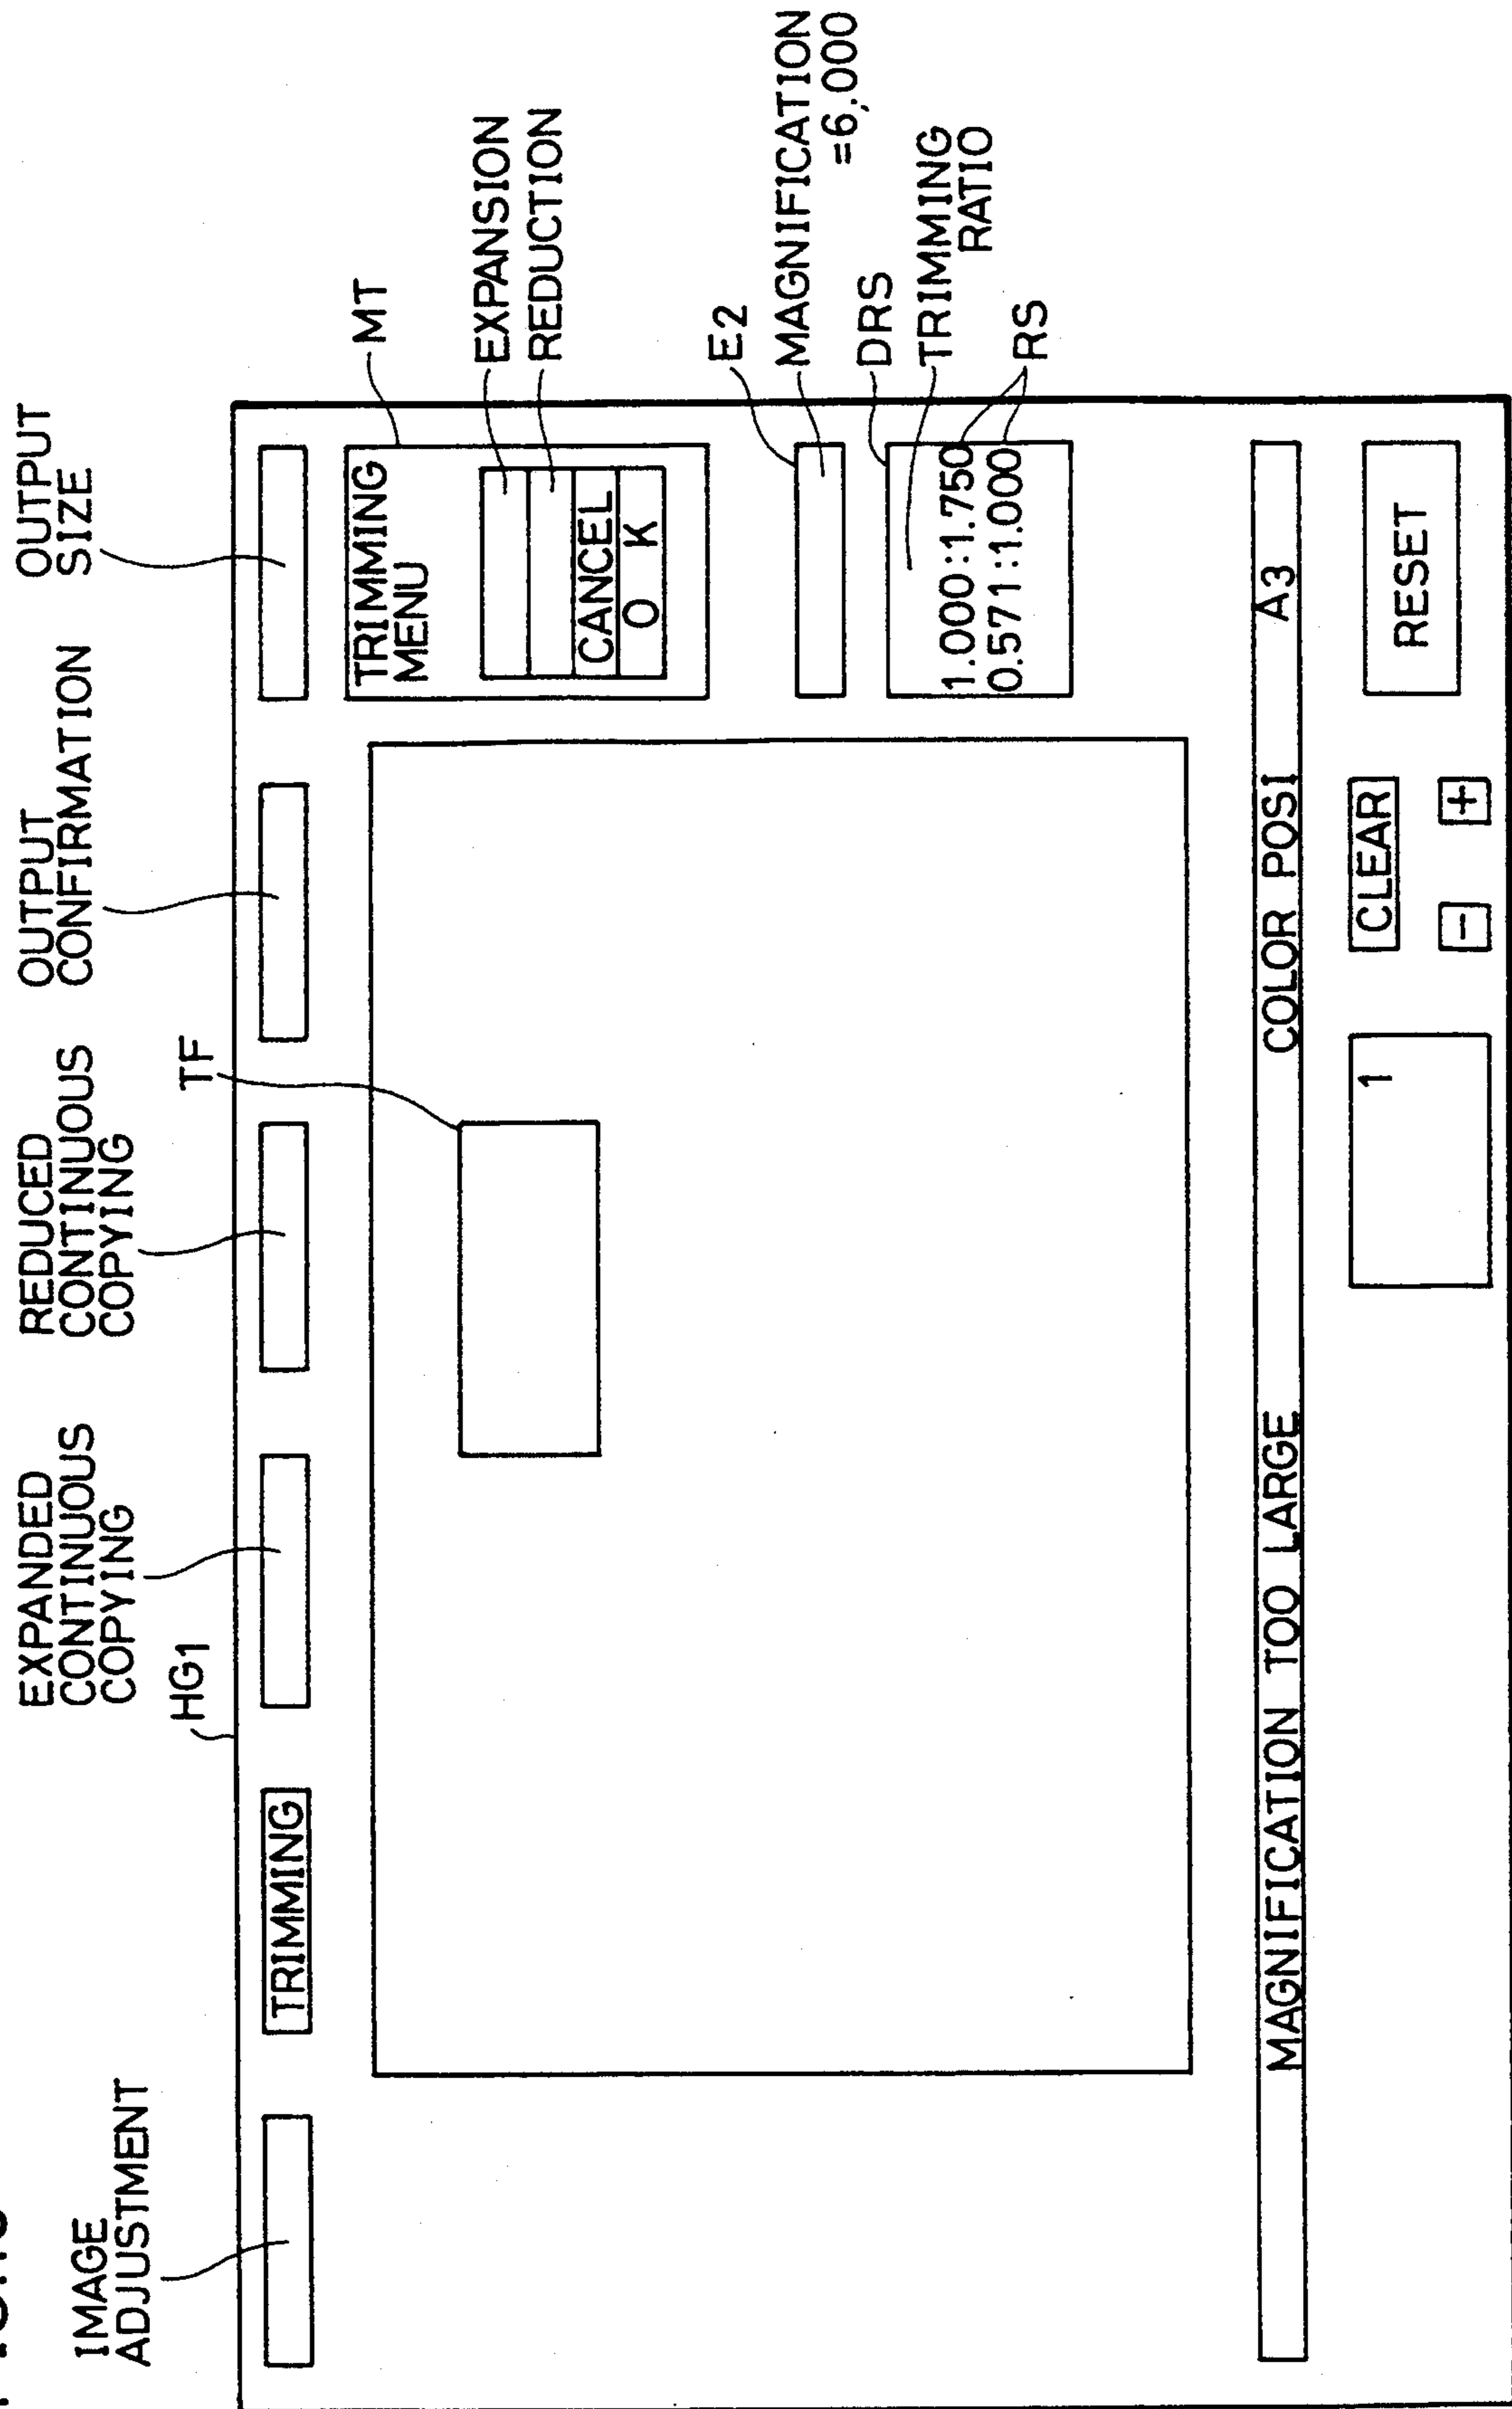 IMAGE
ADJUSTMENT
EXPANDED
CONTINUOUS
COPYING
REDUCED
CONTINUOUS
COPYING
OUTPUT
CONFIRMATION
OUTPUT
SIZE
HG1
TF
TRIMMING
TRIMMING
MENU
CANCEL
O K
MT
EXPANSION
REDUCTION
E2
MAGNIFICATION
=6,000
DRS
TRIMMING
RATIO
1.000:1.750
0.571:1.000
RS
MAGNIFICATION TOO LARGE COLOR POSI A3
1
CLEAR
- +
RESET